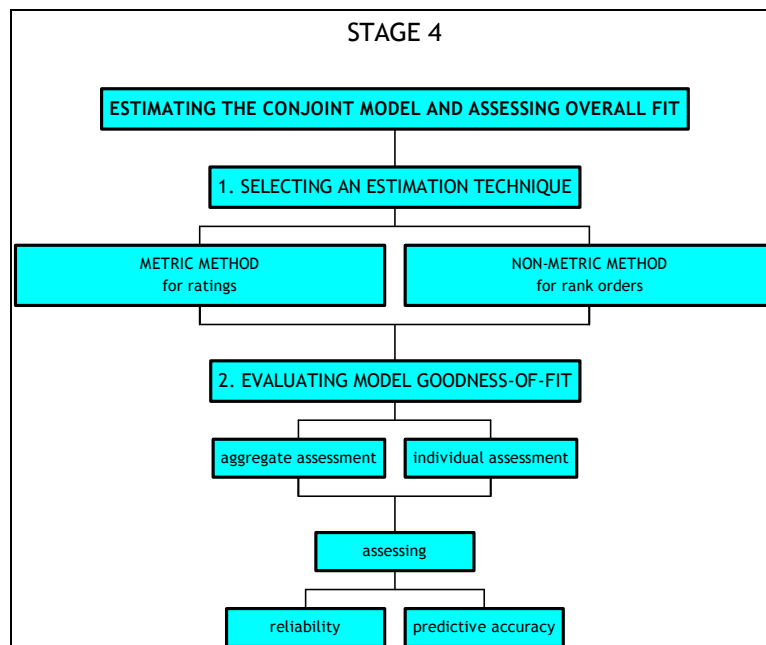 STAGE 4
ESTIMATING THE CONJOINT MODEL AND ASSESSING OVERALL FIT
1. SELECTING AN ESTIMATION TECHNIQUE
METRIC METHOD
for ratings
NON-METRIC METHOD
for rank orders
2. EVALUATING MODEL GOODNESS-OF-FIT
aggregate assessment
individual assessment
assessing
reliability
predictive accuracy